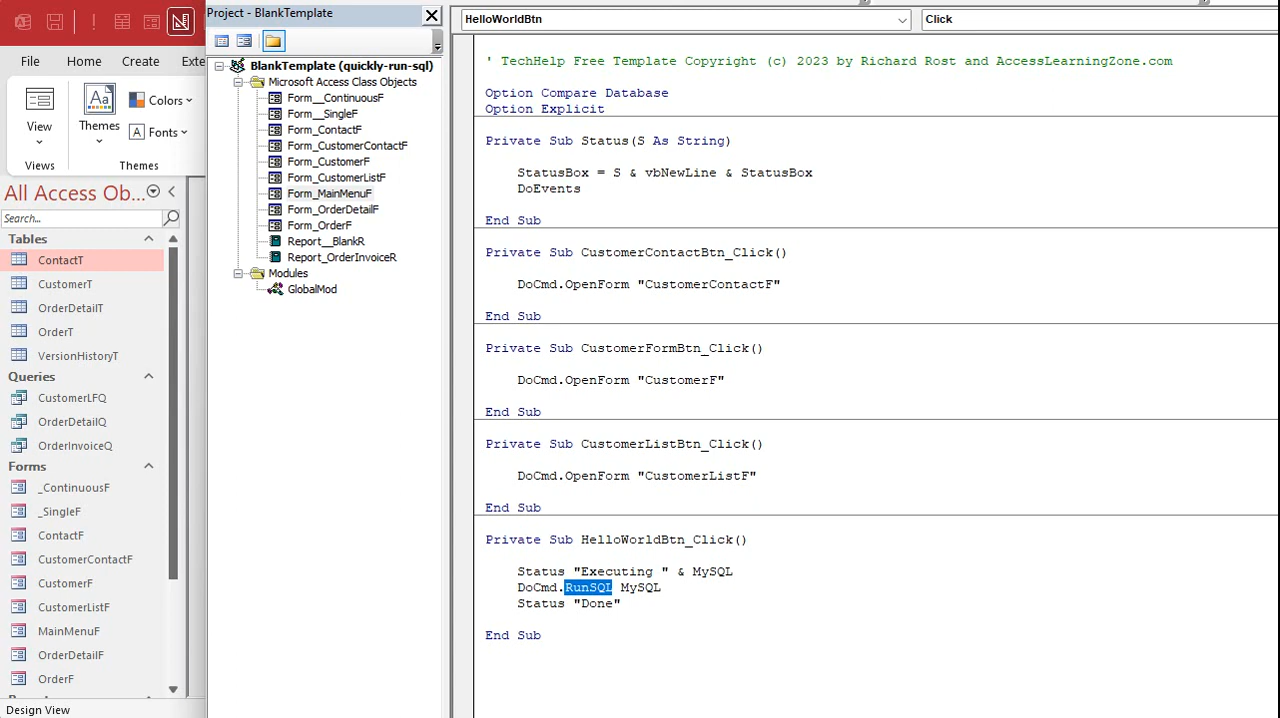 File
Home
Create
Exte
View
Themes
Colors
Fonts
Views
Themes
All Access Ob...
Search...
Tables
ContactT
CustomerT
OrderDetailT
OrderT
VersionHistoryT
Queries
CustomerLFQ
OrderDetailQ
OrderInvoiceQ
Forms
_ContinuousF
_SingleF
ContactF
CustomerContactF
CustomerF
CustomerListF
MainMenuF
OrderDetailF
OrderF
Design View
Project - BlankTemplate
BlankTemplate (quickly-run-sql)
Microsoft Access Class Objects
Form__ContinuousF
Form__SingleF
Form_ContactF
Form_CustomerContactF
Form_CustomerF
Form_CustomerListF
Form_MainMenuF
Form_OrderDetailF
Form_OrderF
Report__BlankR
Report_OrderInvoiceR
Modules
GlobalMod
HelloWorldBtn
Click
' TechHelp Free Template Copyright (c) 2023 by Richard Rost and AccessLearningZone.com
Option Compare Database
Option Explicit
Private Sub Status(S As String)
StatusBox = S & vbNewLine & StatusBox
DoEvents
End Sub
Private Sub CustomerContactBtn_Click()
DoCmd.OpenForm "CustomerContactF"
End Sub
Private Sub CustomerFormBtn_Click()
DoCmd.OpenForm "CustomerF"
End Sub
Private Sub CustomerListBtn_Click()
DoCmd.OpenForm "CustomerListF"
End Sub
Private Sub HelloWorldBtn_Click()
Status "Executing " & MySQL
DoCmd.RunSQL MySQL
Status "Done"
End Sub